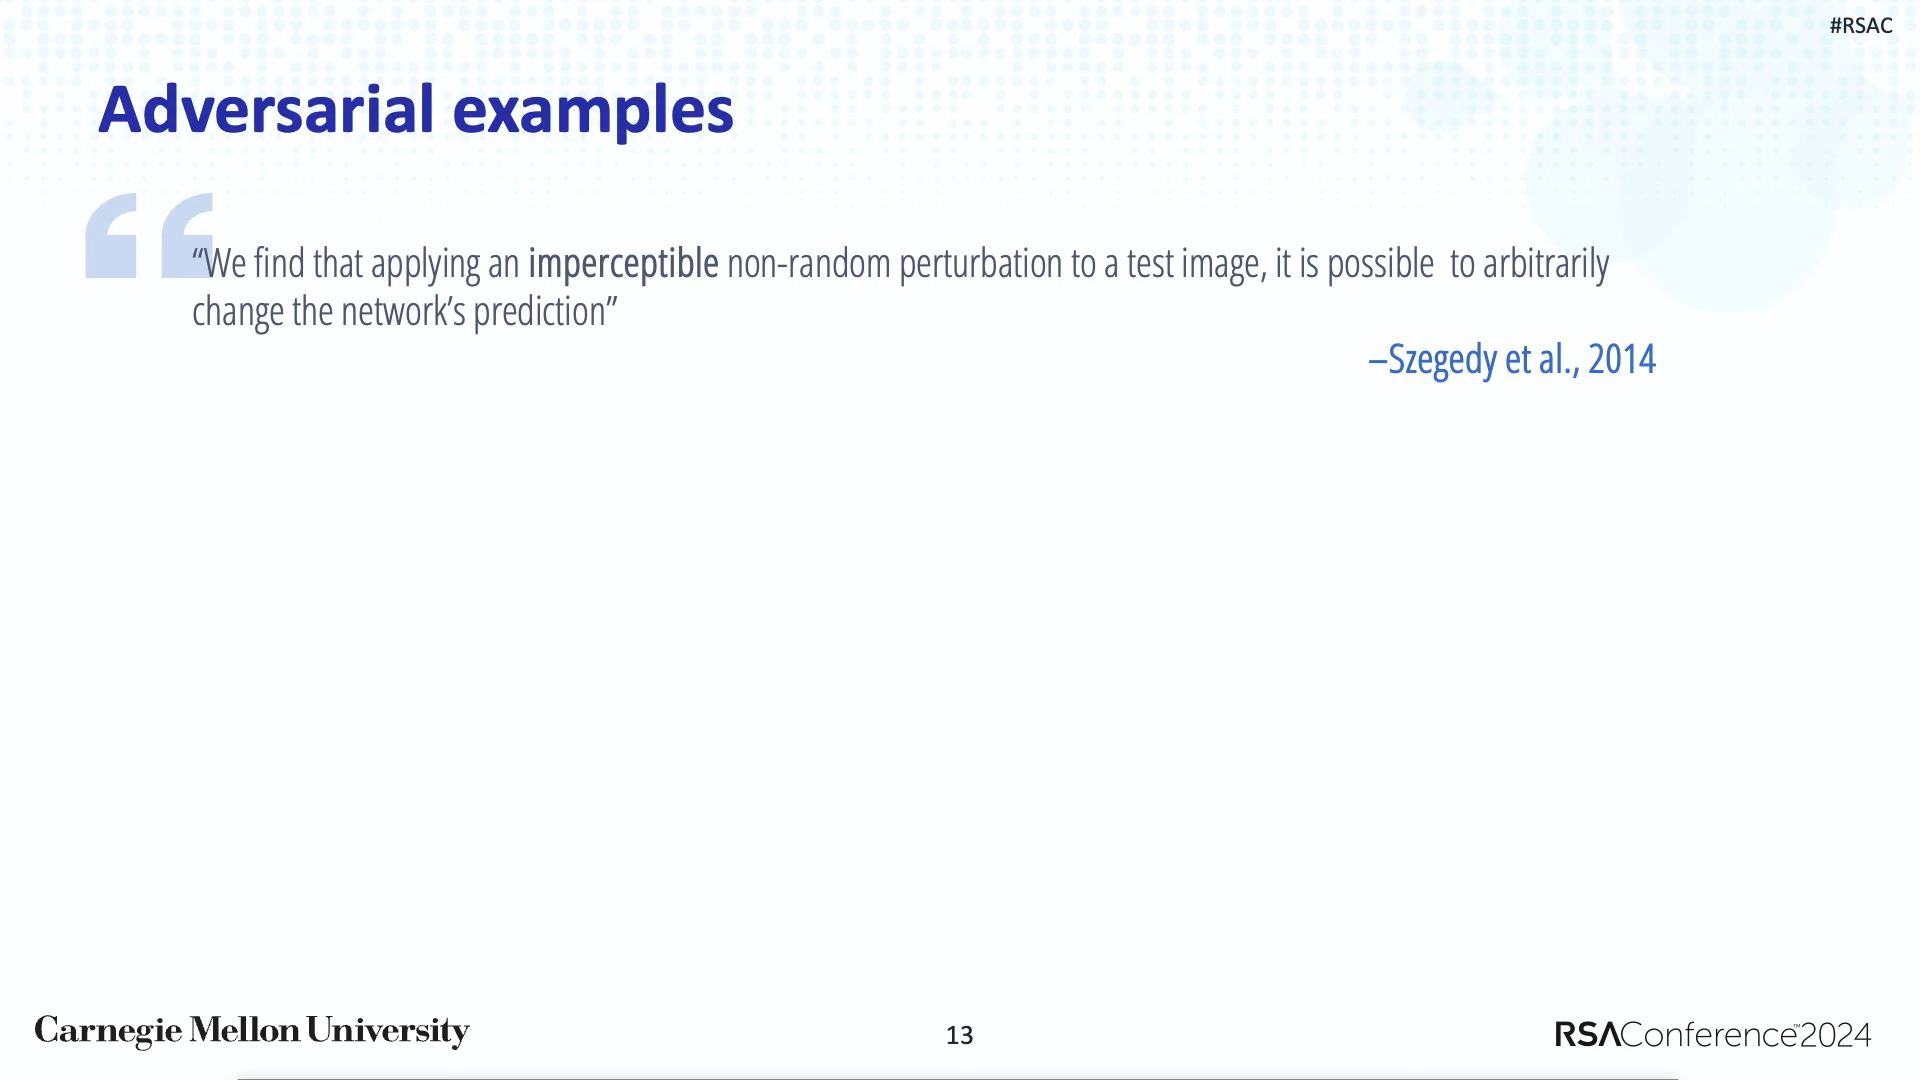 #RSAC
Adversarial examples
“We find that applying an imperceptible non-random perturbation to a test image, it is possible  to arbitrarily
change the network’s prediction”
–Szegedy et al., 2014
Carnegie Mellon University
13
RSAConference™2024